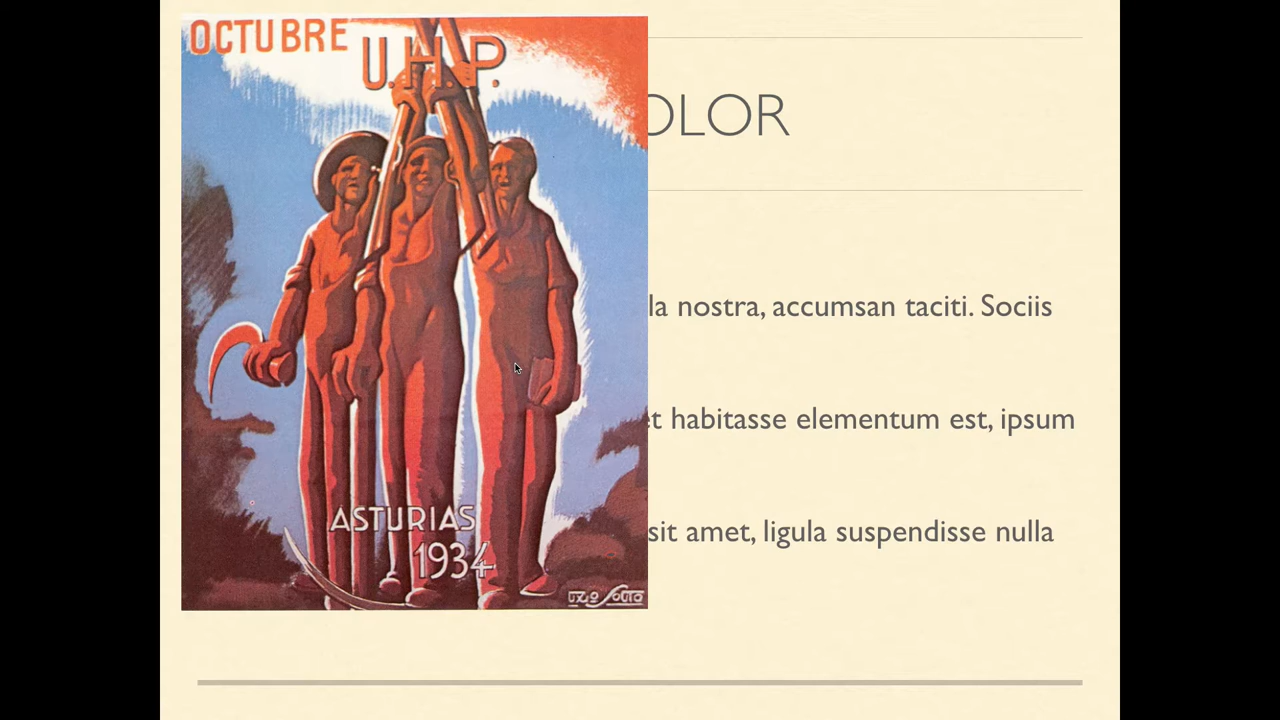 OCTUBRE
U.H.P.
OLOR
la nostra, accumsan taciti. Sociis
et habitasse elementum est, ipsum
sit amet, ligula suspendisse nulla
ASTURIAS
1934